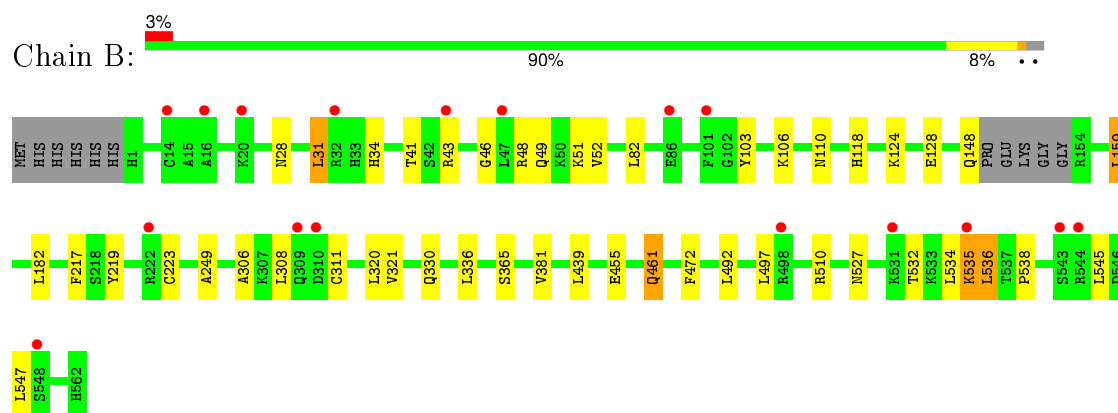 3%
Chain B:
90% 8% • •
MET HIS HIS HIS HIS HIS H1 C14 A15 A16 K20 N28 L31 R32 H33 H34 T41 S42 R43 G46 L47 R48 Q49 K50 K51 V52 L82 E86 F101 G102 Y103 K106 N110 H118 K124 E128 Q148 PRO GLU LYS GLY GLY R154 L159
L182 F217 S218 Y219 R222 C223 A249 A306 K307 L308 Q309 D310 C311 L320 V321 Q330 L336 S365 V381 L439 E455 Q461 F472 L492 L497 R498 R510 N527 K531 T532 K533 L534 K535 L536 T537 P538 S543 R544 L545 D546
L547 S548 H562